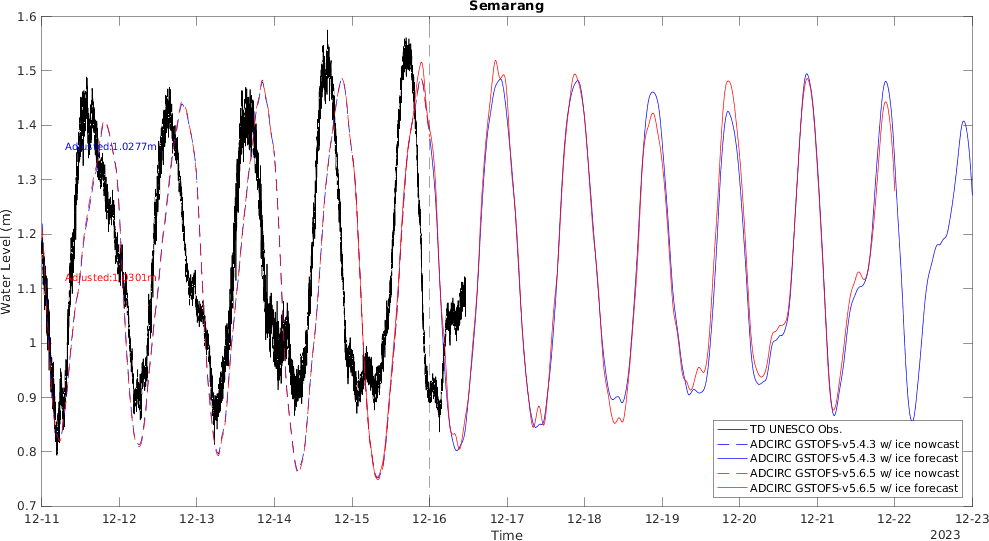 Semarang
1.6
1.5
1.4
1.3
1.2
1.1
1
0.9
0.8
0.7
Water Level (m)
Adjusted:1.0277m
Adjusted:1.0301m
12-11 12-12 12-13 12-14 12-15 12-16 12-17 12-18 12-19 12-20 12-21 12-22 12-23
Time
2023
TD UNESCO Obs.
ADCIRC GSTOFS-v5.4.3 w/ ice nowcast
ADCIRC GSTOFS-v5.4.3 w/ ice forecast
ADCIRC GSTOFS-v5.6.5 w/ ice nowcast
ADCIRC GSTOFS-v5.6.5 w/ ice forecast